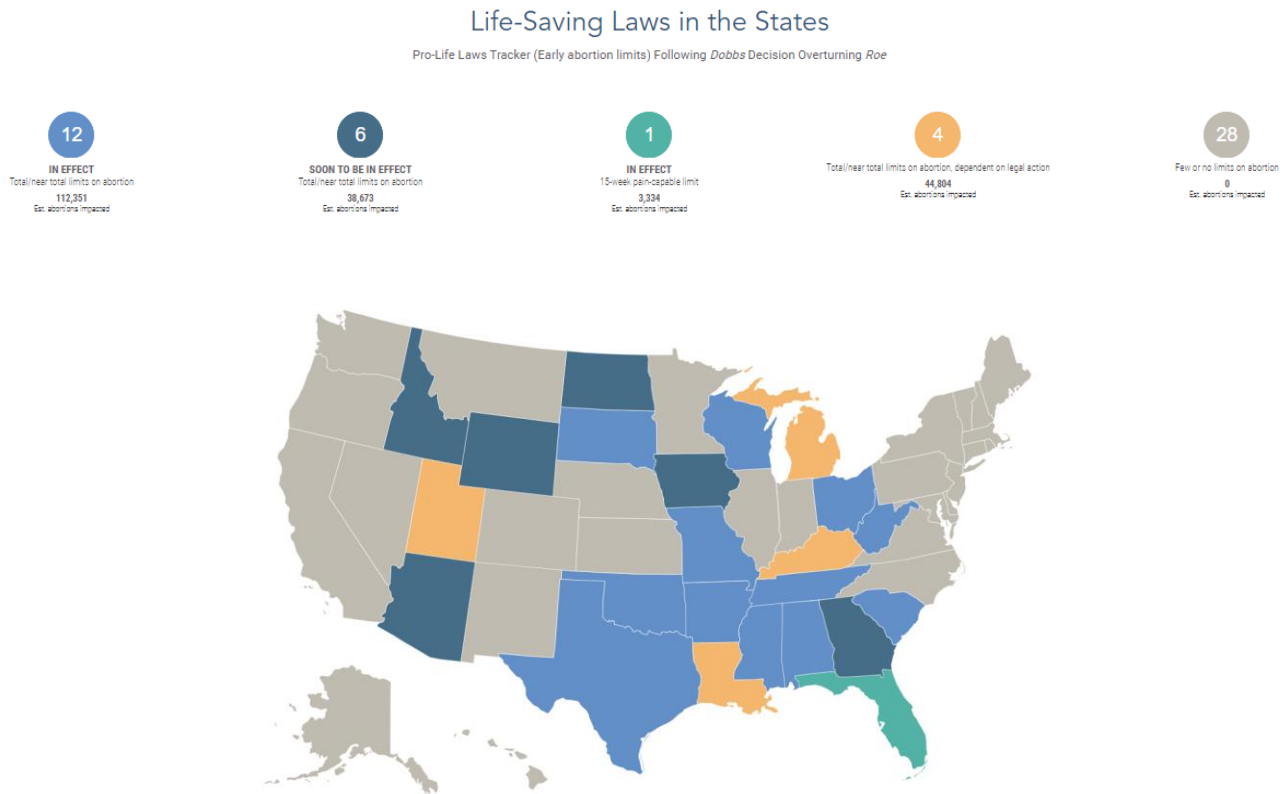 Life-Saving Laws in the States
Pro-Life Laws Tracker (Early abortion limits) Following Dobbs Decision Overturning Roe
12
IN EFFECT
Total/near total limits on abortion
112,351
Est. abortions impacted
6
SOON TO BE IN EFFECT
Total/near total limits on abortion
38,673
Est. abortions impacted
1
IN EFFECT
15-week pain-capable limit
3,334
Est. abortions impacted
4
Total/near total limits on abortion, dependent on legal action
44,804
Est. abortions impacted
28
Few or no limits on abortion
0
Est. abortions impacted